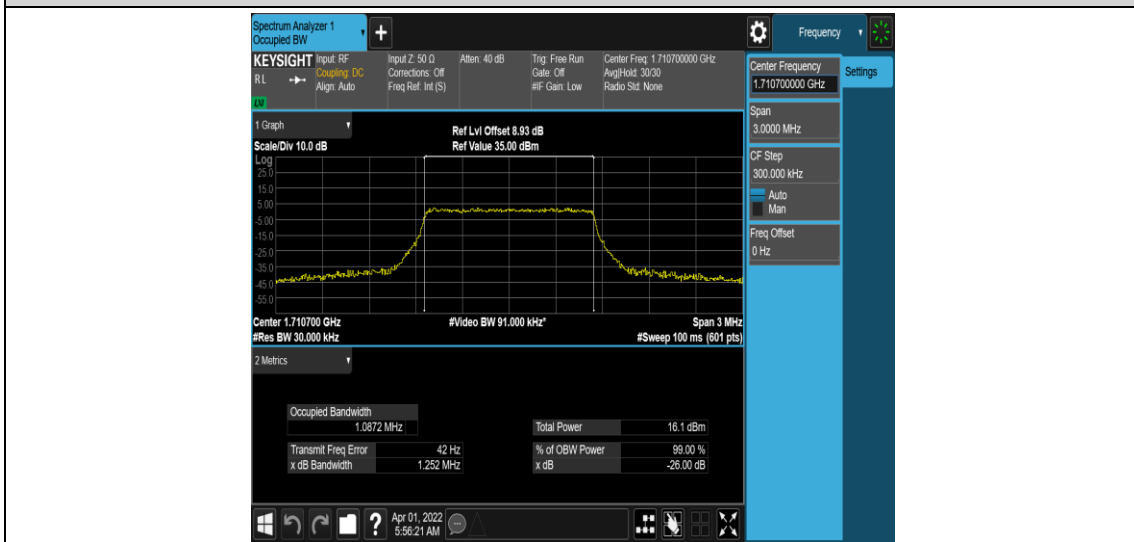 Spectrum Analyzer 1
Occupied BW
+
Frequency
KEYSIGHT
RL
Input: RF
Coupling: DC
Align: Auto
Input Z: 50 Ω
Corrections: Off
Freq Ref: Int (S)
Atten: 40 dB
Trig: Free Run
Gate: Off
#IF Gain: Low
Center Freq: 1.710700000 GHz
Avg|Hold: 30/30
Radio Std: None
Center Frequency
1.710700000 GHz
Settings
Span
3.0000 MHz
CF Step
300.000 kHz
Auto
Man
Freq Offset
0 Hz
1 Graph
Scale/Div 10.0 dB
Ref Lvl Offset 8.93 dB
Ref Value 35.00 dBm
Log
25.0
15.0
5.00
-5.00
-15.0
-25.0
-35.0
-45.0
-55.0
Center 1.710700 GHz
#Video BW 91.000 kHz*
Span 3 MHz
#Res BW 30.000 kHz
#Sweep 100 ms (601 pts)
2 Metrics
Occupied Bandwidth
1.0872 MHz
Total Power 16.1 dBm
Transmit Freq Error 42 Hz
% of OBW Power 99.00 %
x dB Bandwidth 1.252 MHz
x dB -26.00 dB
?
Apr 01, 2022
5:56:21 AM